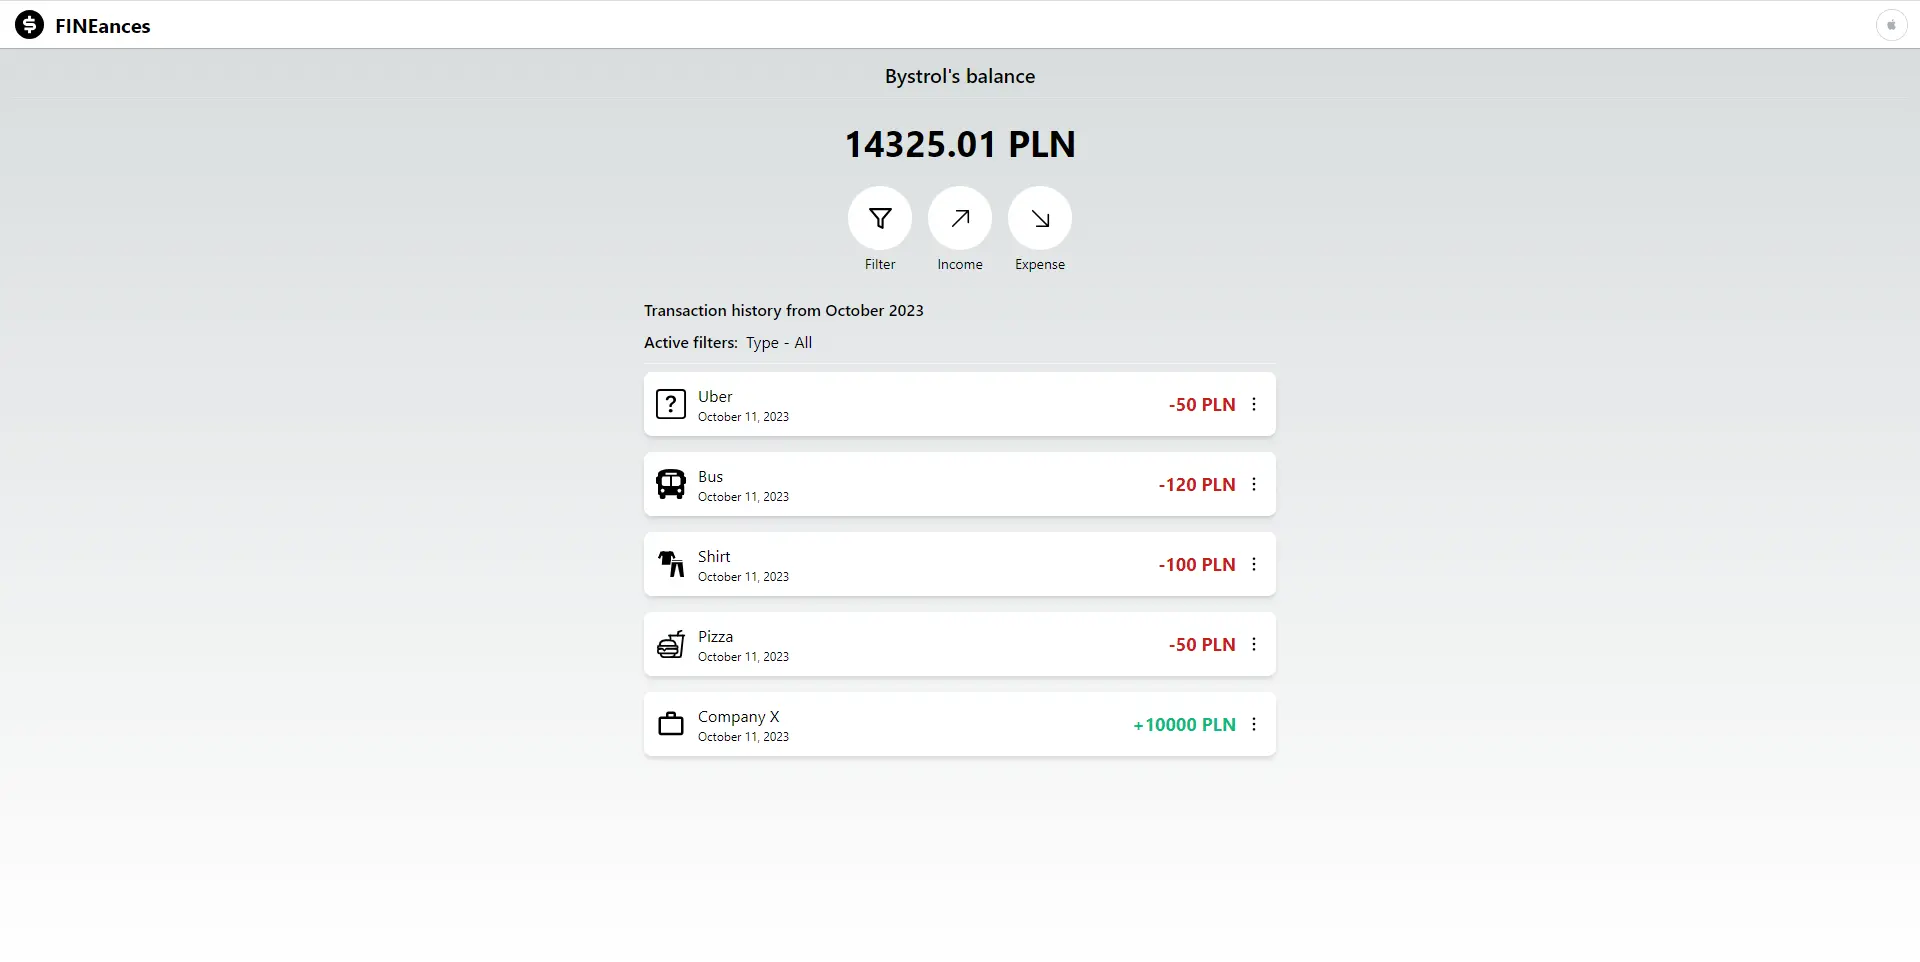 FINEances
Bystrol's balance
14325.01 PLN
Filter
Income
Expense
Transaction history from October 2023
Active filters: Type - All
Uber
October 11, 2023
-50 PLN
Bus
October 11, 2023
-120 PLN
Shirt
October 11, 2023
-100 PLN
Pizza
October 11, 2023
-50 PLN
Company X
October 11, 2023
+10000 PLN